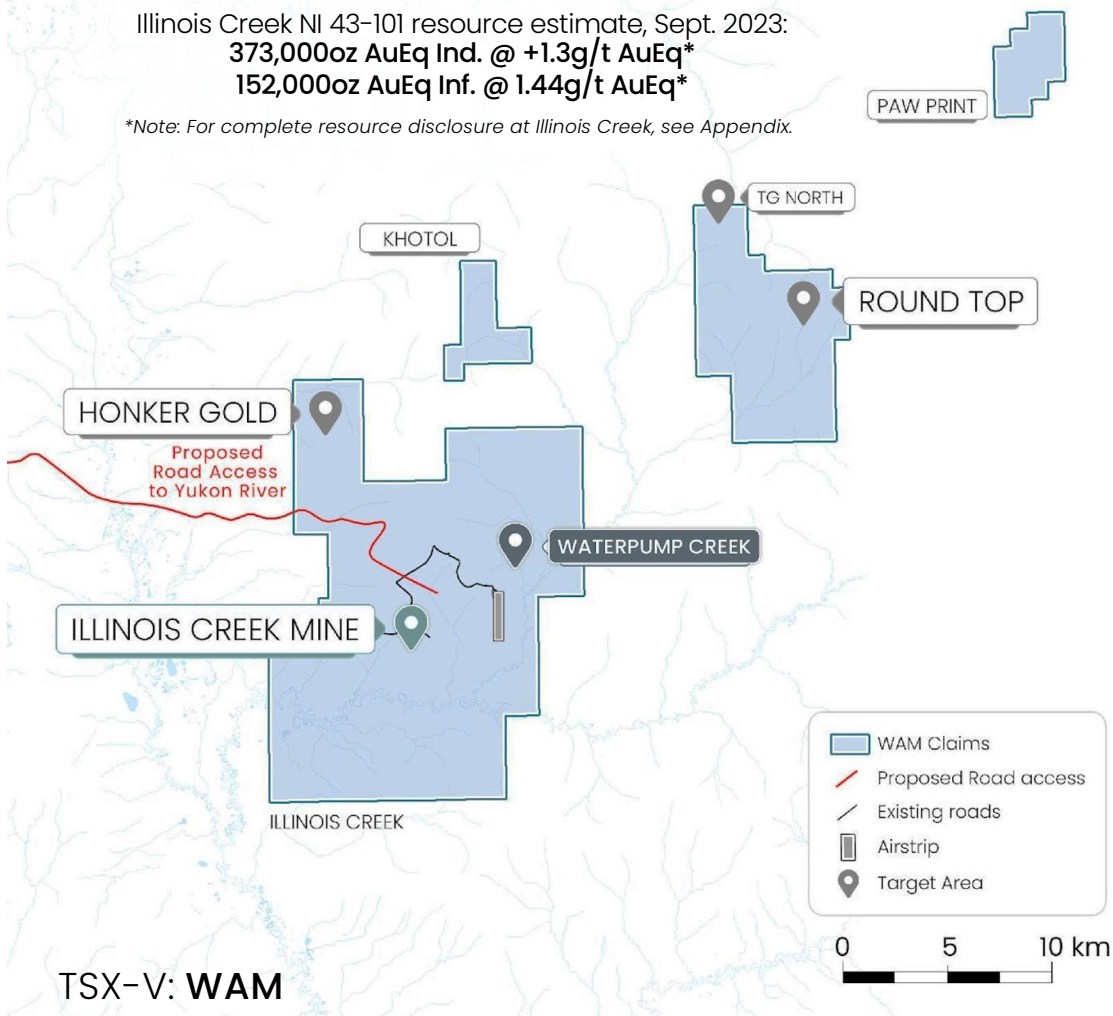 Illinois Creek NI 43-101 resource estimate, Sept. 2023:
373,000oz AuEq Ind. @ +1.3g/t AuEq*
152,000oz AuEq Inf. @ 1.44g/t AuEq*
*Note: For complete resource disclosure at Illinois Creek, see Appendix.
PAW PRINT
TG NORTH
KHOTOL
ROUND TOP
HONKER GOLD
Proposed
Road Access
to Yukon River
WATERPUMP CREEK
ILLINOIS CREEK MINE
ILLINOIS CREEK
WAM Claims
Proposed Road access
Existing roads
Airstrip
Target Area
0 5 10 km
TSX-V: WAM